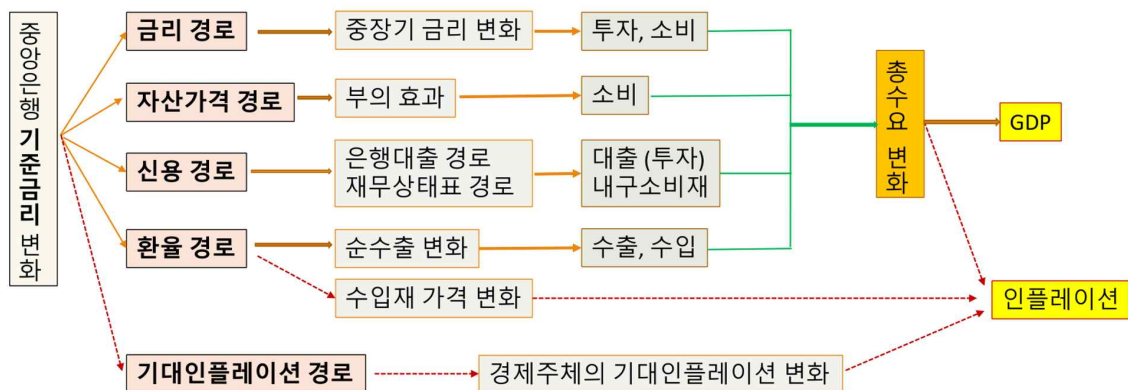 중앙은행 기준금리 변화
금리 경로
중장기 금리 변화
투자, 소비
자산가격 경로
부의 효과
소비
신용 경로
은행대출 경로
재무상태표 경로
대출 (투자)
내구소비재
환율 경로
순수출 변화
수출, 수입
수입재 가격 변화
기대인플레이션 경로
경제주체의 기대인플레이션 변화
총수요 변화
GDP
인플레이션